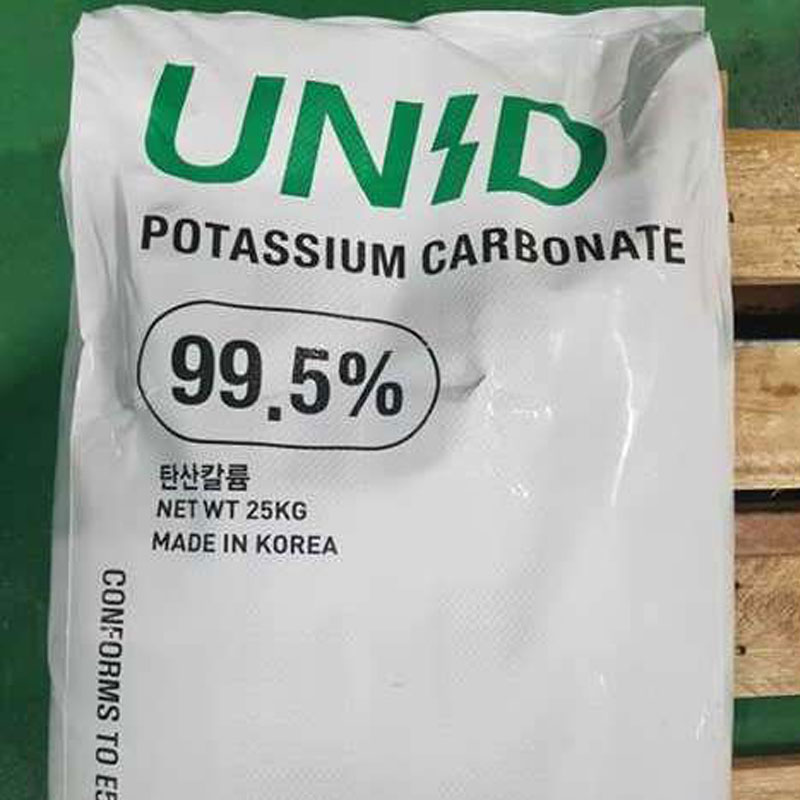 UNID
POTASSIUM CARBONATE
99.5%
탄산칼륨
NET WT 25KG
MADE IN KOREA
CONFORMS TO